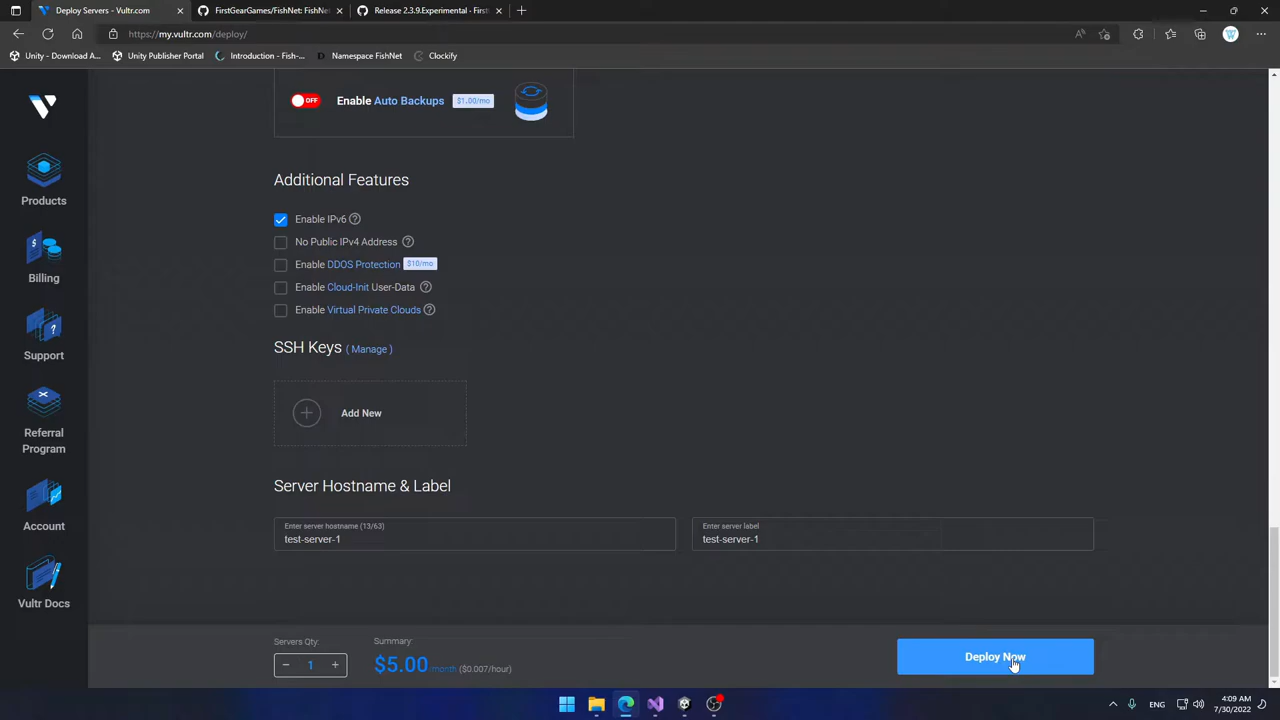 Deploy Servers - Vultr.com
FirstGearGames/FishNet: FishNe
Release 2.3.9.Experimental - First
https://my.vultr.com/deploy/
Unity - Download A...
Unity Publisher Portal
Introduction - Fish-...
Namespace FishNet
Clockify
Products
Billing
Support
Referral
Program
Account
Vultr Docs
OFF
Enable Auto Backups
$1.00/mo
Additional Features
Enable IPv6
No Public IPv4 Address
Enable DDOS Protection $10/mo
Enable Cloud-Init User-Data
Enable Virtual Private Clouds
SSH Keys ( Manage )
Add New
Server Hostname & Label
Enter server hostname (13/63)
test-server-1
Enter server label
test-server-1
Servers Qty:
− 1 +
Summary:
$5.00/month ($0.007/hour)
Deploy Now
ENG
4:09 AM
7/30/2022